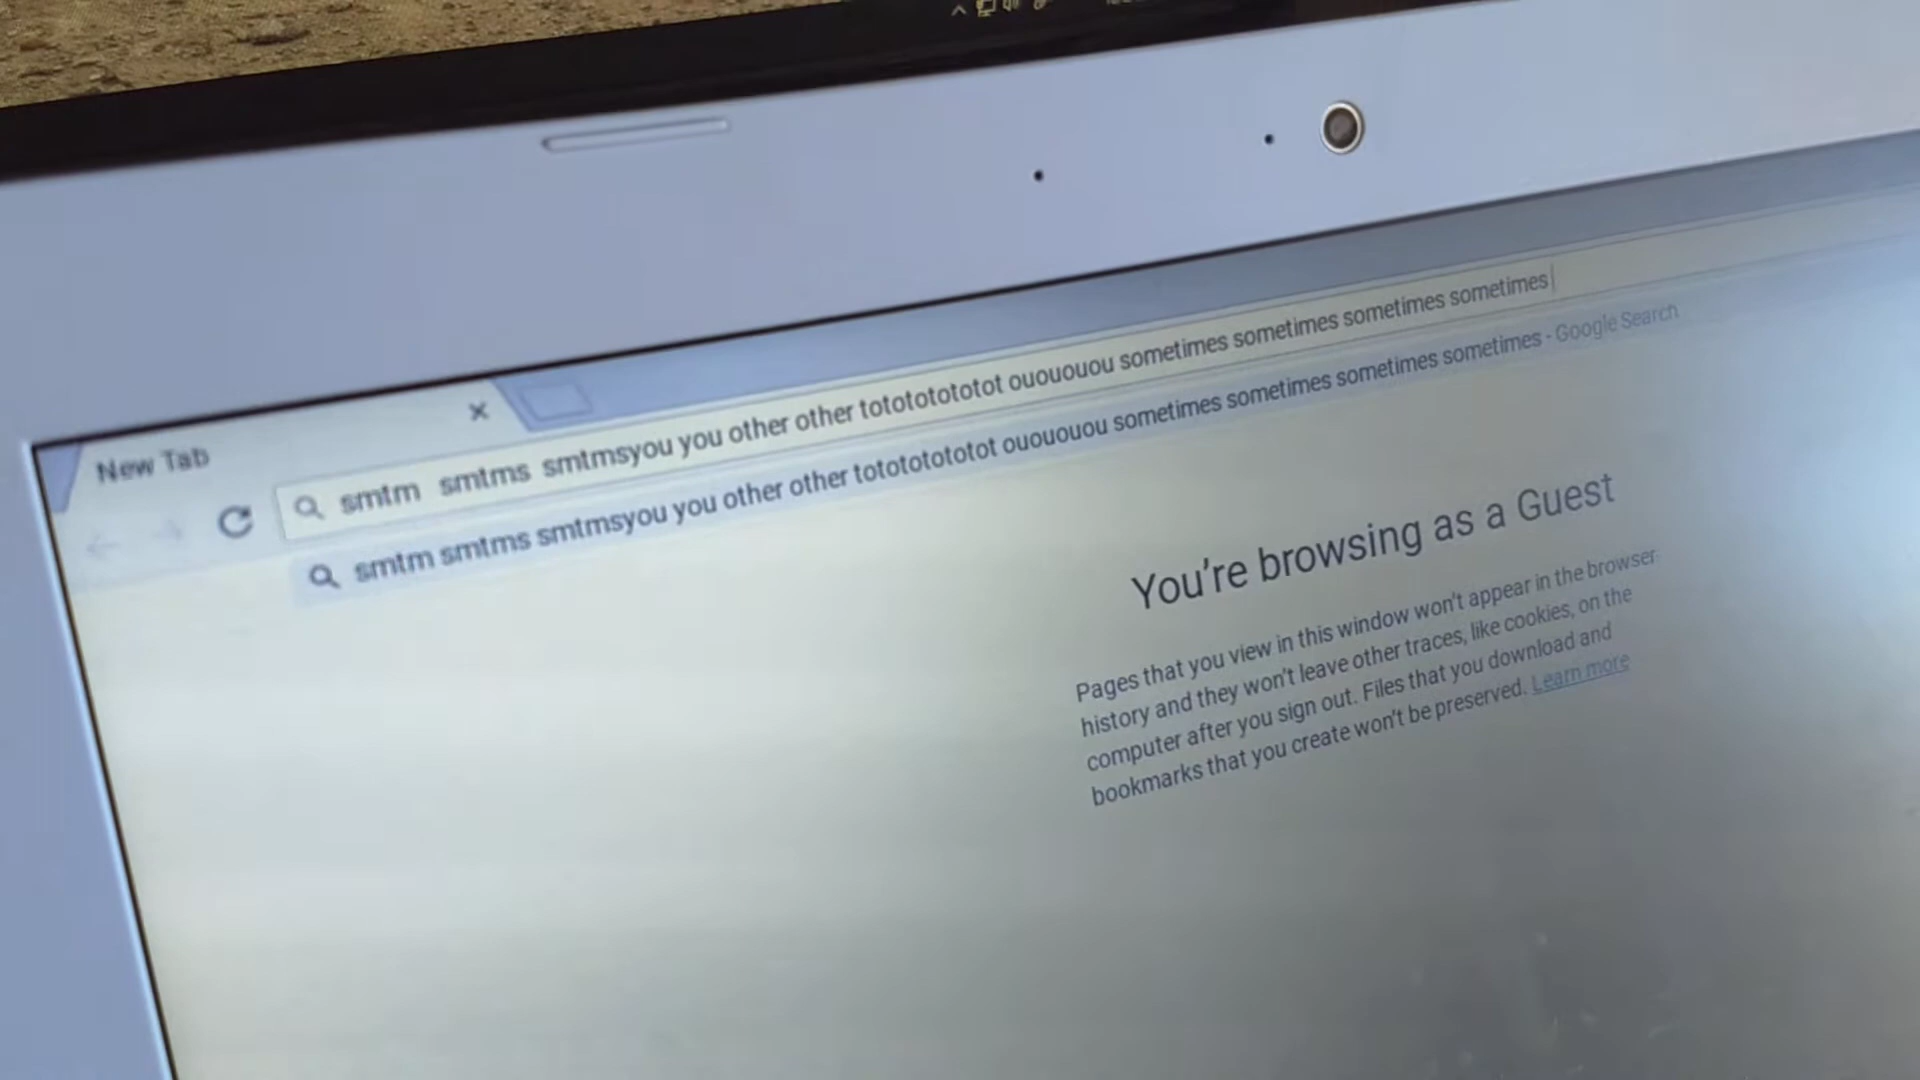 New Tab
smtm smtms smtmsyou you other other totototototot ouououou sometimes sometimes sometimes sometimes
smtm smtms smtmsyou you other other totototototot ouououou sometimes sometimes sometimes sometimes - Google Search
You're browsing as a Guest
Pages that you view in this window won't appear in the browser
history and they won't leave other traces, like cookies, on the
computer after you sign out. Files that you download and
bookmarks that you create won't be preserved. Learn more